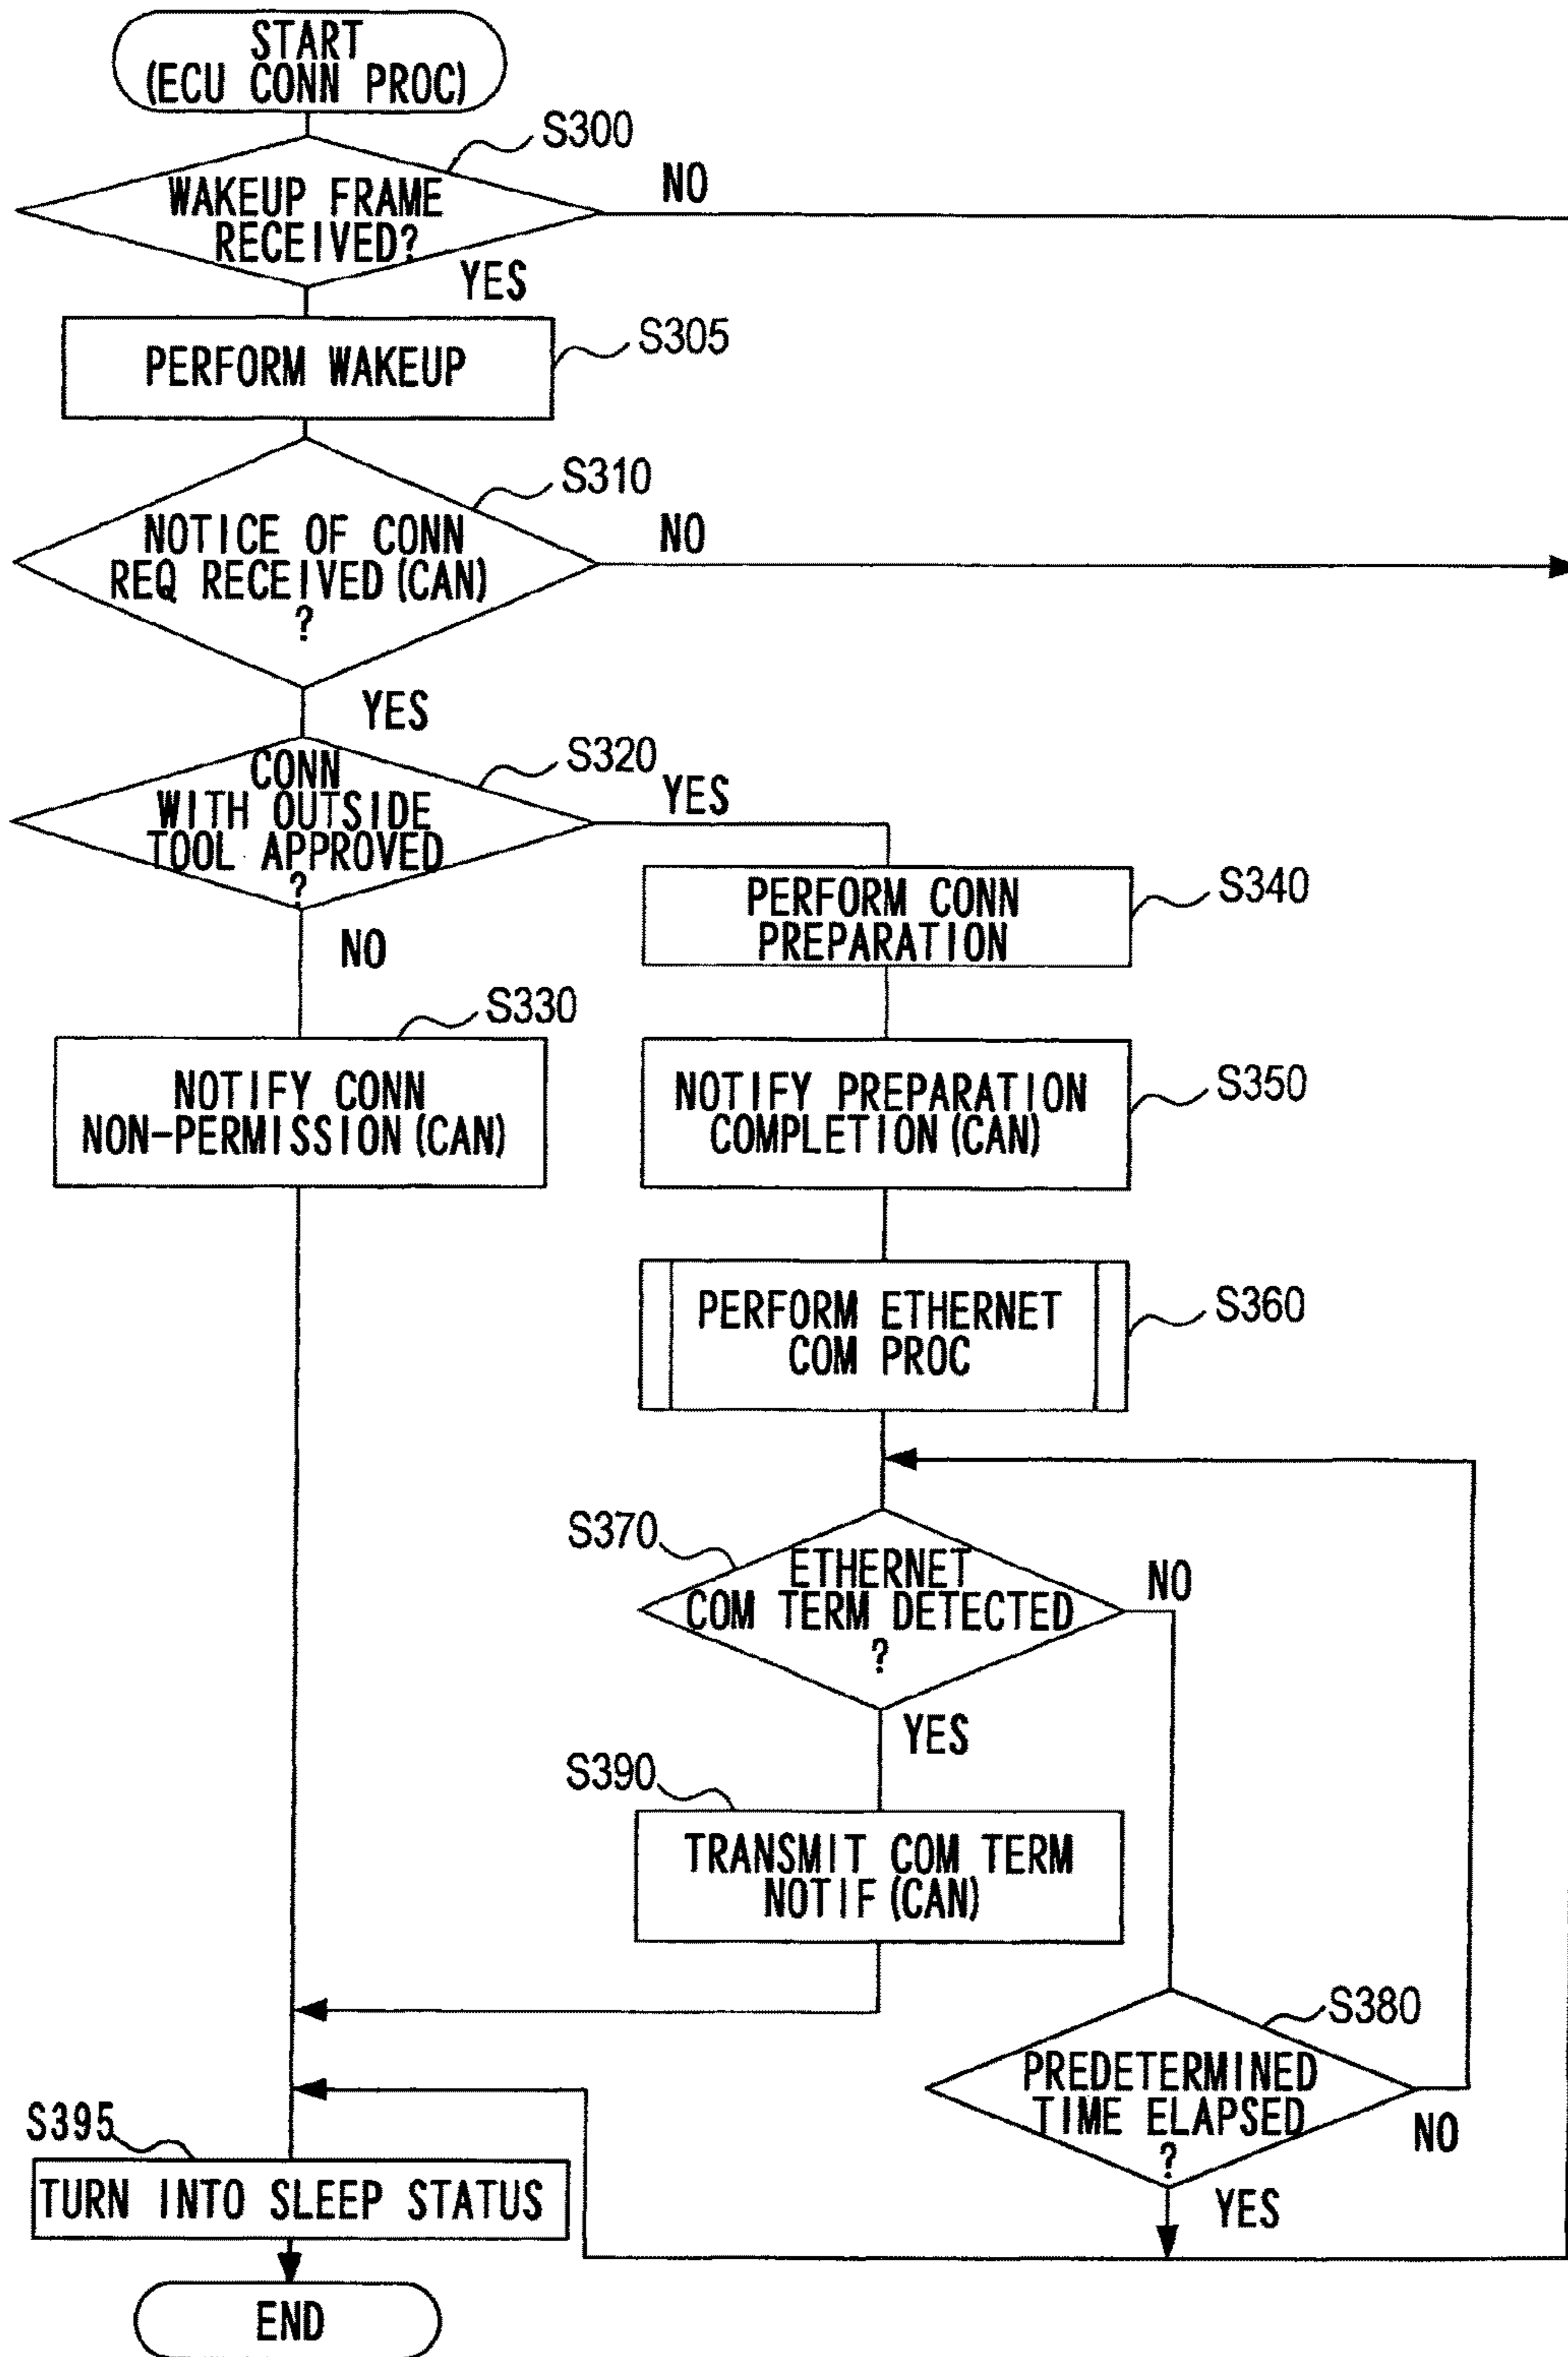 START
(ECU CONN PROC)
S300
WAKEUP FRAME
RECEIVED?
NO
YES
PERFORM WAKEUP
S305
S310
NOTICE OF CONN
REQ RECEIVED (CAN)
?
NO
YES
S320
CONN
WITH OUTSIDE
TOOL APPROVED
?
YES
NO
PERFORM CONN
PREPARATION
S340
S330
NOTIFY CONN
NON-PERMISSION (CAN)
NOTIFY PREPARATION
COMPLETION (CAN)
S350
PERFORM ETHERNET
COM PROC
S360
S370
ETHERNET
COM TERM DETECTED
?
NO
YES
S390
TRANSMIT COM TERM
NOTIF (CAN)
S380
PREDETERMINED
TIME ELAPSED
?
NO
YES
S395
TURN INTO SLEEP STATUS
END